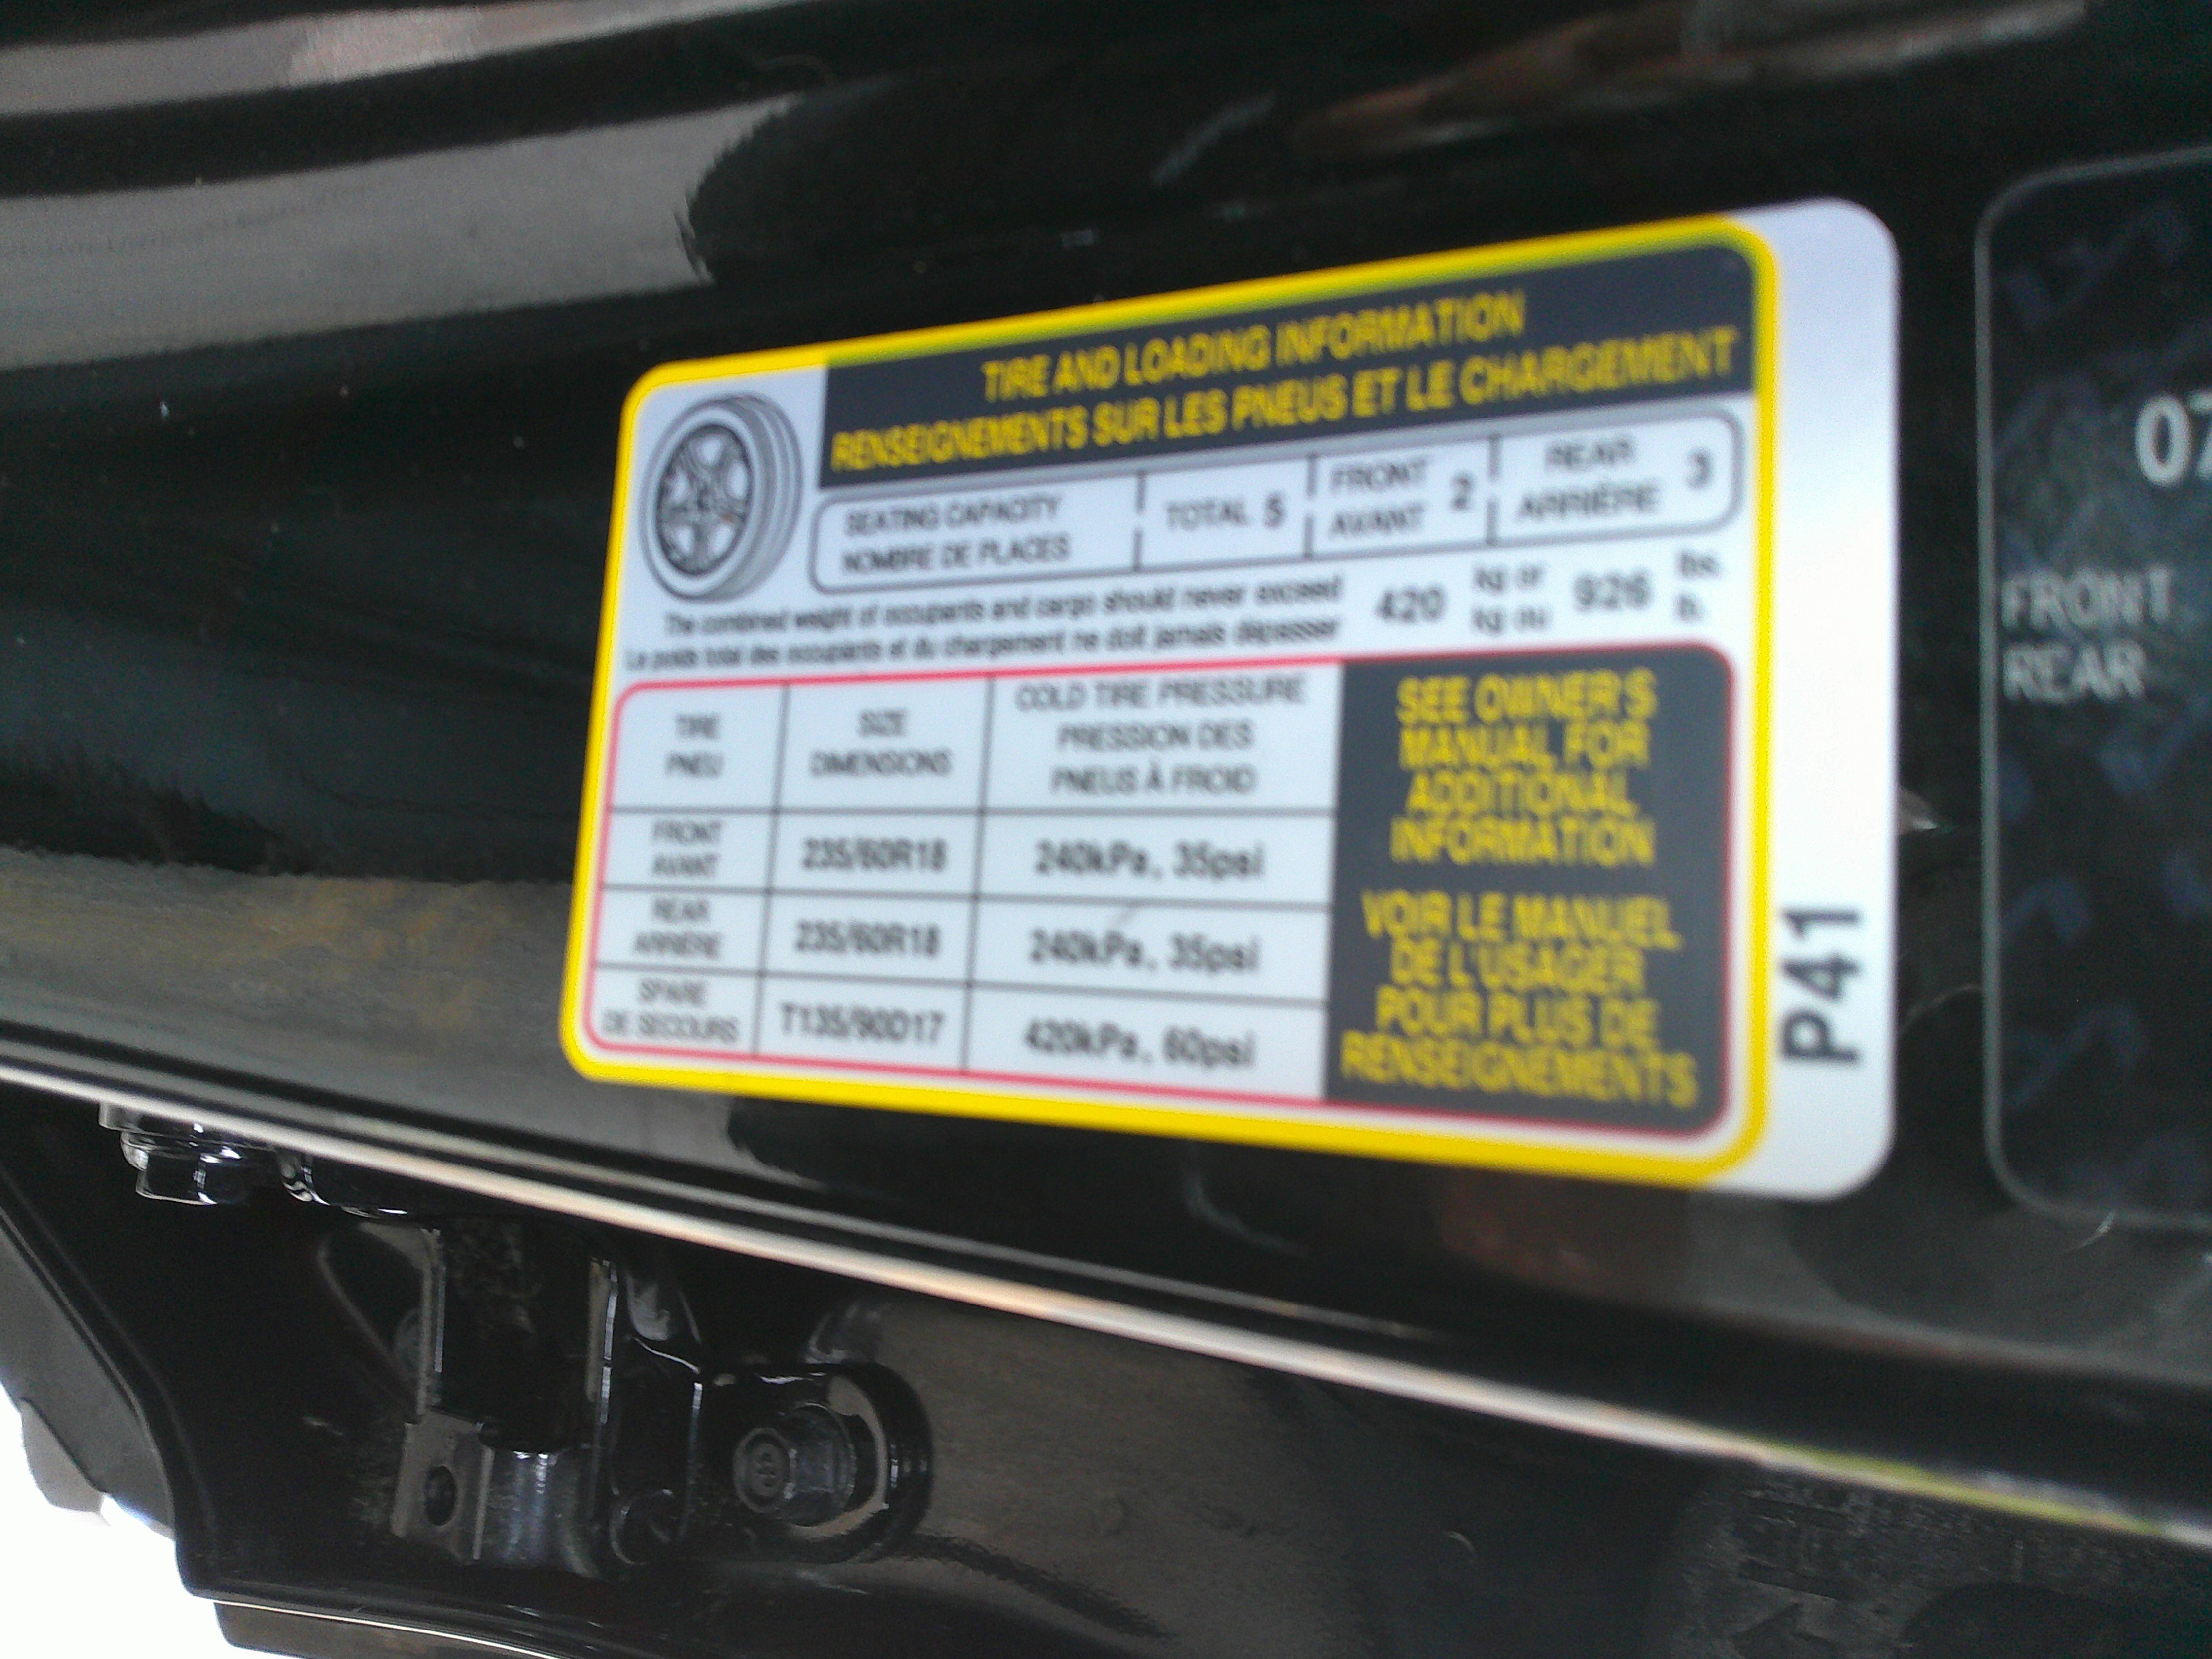 TIRE AND LOADING INFORMATION
RENSEIGNEMENTS SUR LES PNEUS ET LE CHARGEMENT
SEATING CAPACITY
NOMBRE DE PLACES
TOTAL 5
FRONT
AVANT
2
REAR
ARRIÈRE
3
The combined weight of occupants and cargo should never exceed
Le poids total des occupants et du chargement ne doit jamais dépasser
420
kg or
kg ou
926
lbs.
lb.
TIRE
PNEU
SIZE
DIMENSIONS
COLD TIRE PRESSURE
PRESSION DES
PNEUS À FROID
FRONT
AVANT
235/60R18
240kPa, 35psi
REAR
ARRIÈRE
235/60R18
240kPa, 35psi
SPARE
DE SECOURS
T135/90D17
420kPa, 60psi
SEE OWNER'S
MANUAL FOR
ADDITIONAL
INFORMATION
VOIR LE MANUEL
DE L'USAGER
POUR PLUS DE
RENSEIGNEMENTS
P41
07
FRONT
REAR